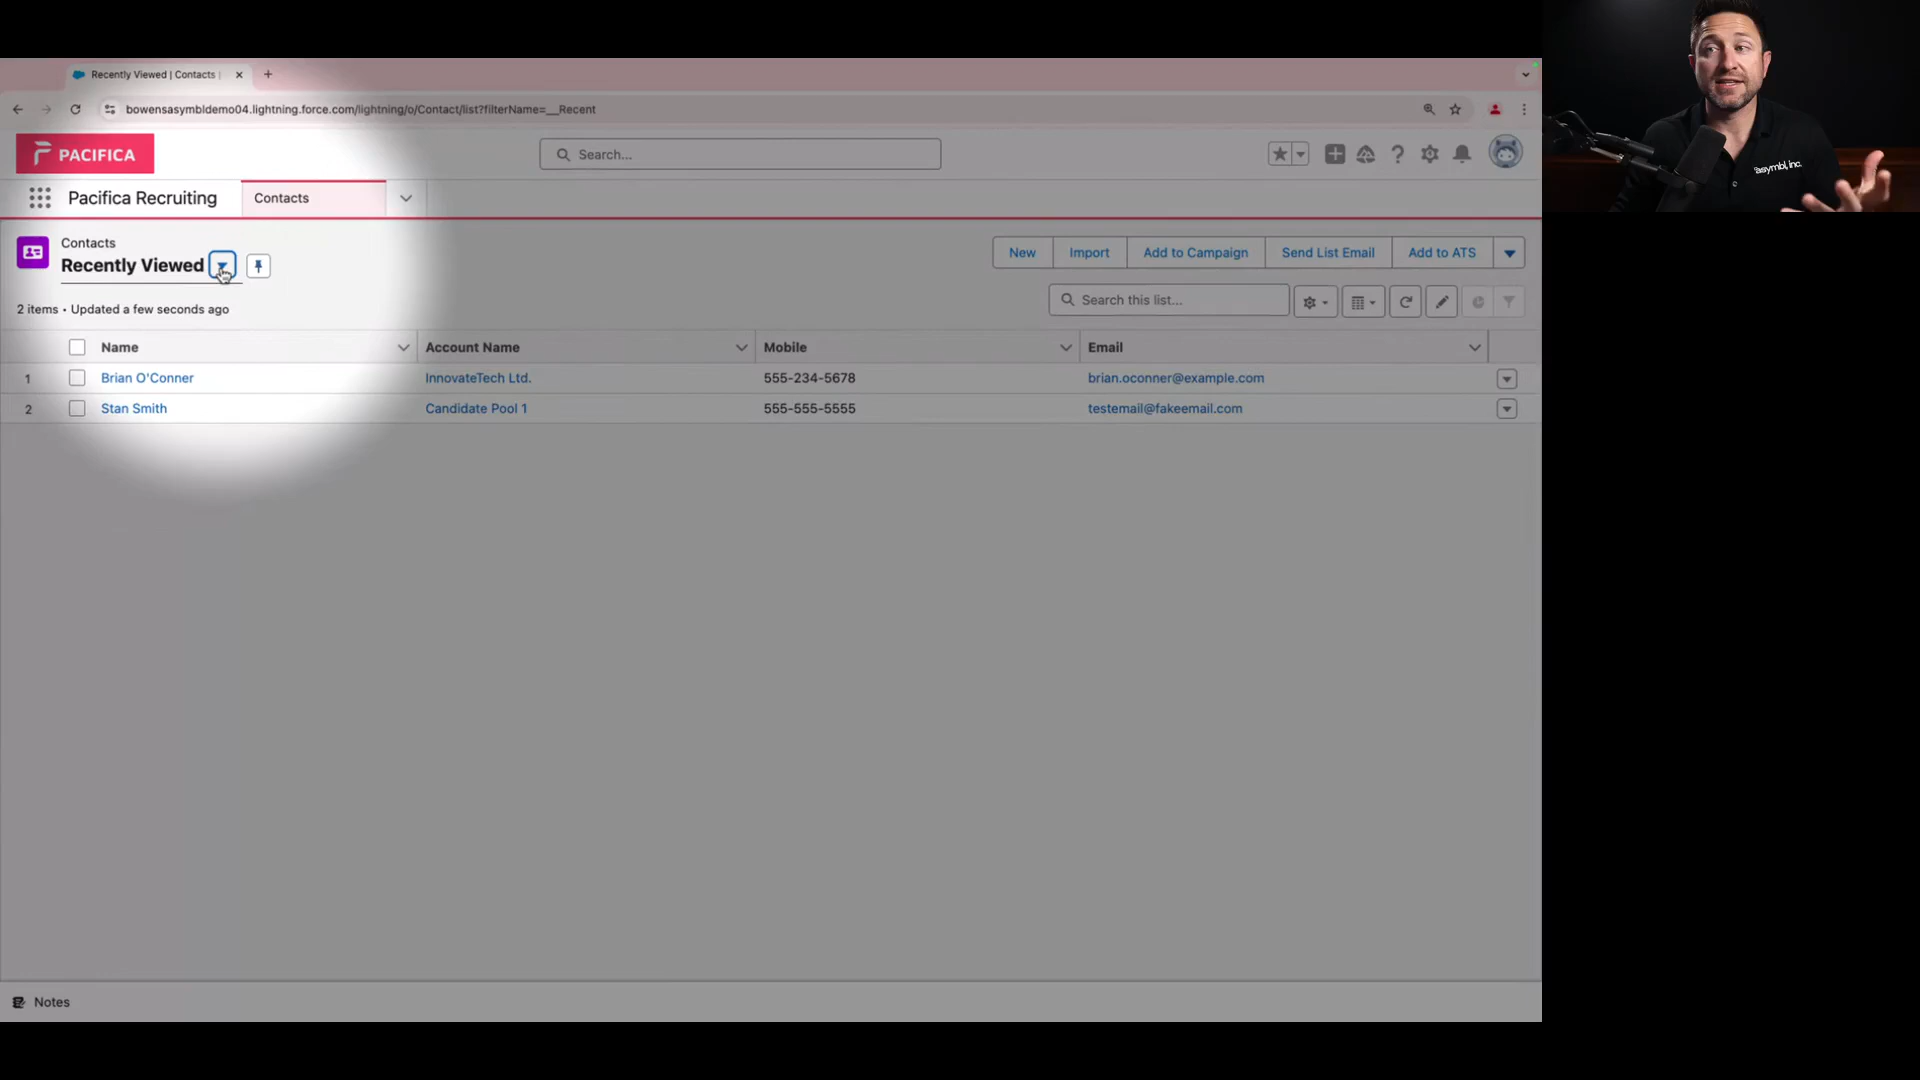 Recently Viewed | Contacts |
bowensasymbldemo04.lightning.force.com/lightning/o/Contact/list?filterName=__Recent
PACIFICA
Search...
Pacifica Recruiting
Contacts
Contacts
Recently Viewed
New
Import
Add to Campaign
Send List Email
Add to ATS
2 items • Updated a few seconds ago
Search this list...
Name
Account Name
Mobile
Email
1
Brian O'Conner
InnovateTech Ltd.
555-234-5678
brian.oconner@example.com
2
Stan Smith
Candidate Pool 1
555-555-5555
testemail@fakeemail.com
Notes
asymbl, inc.